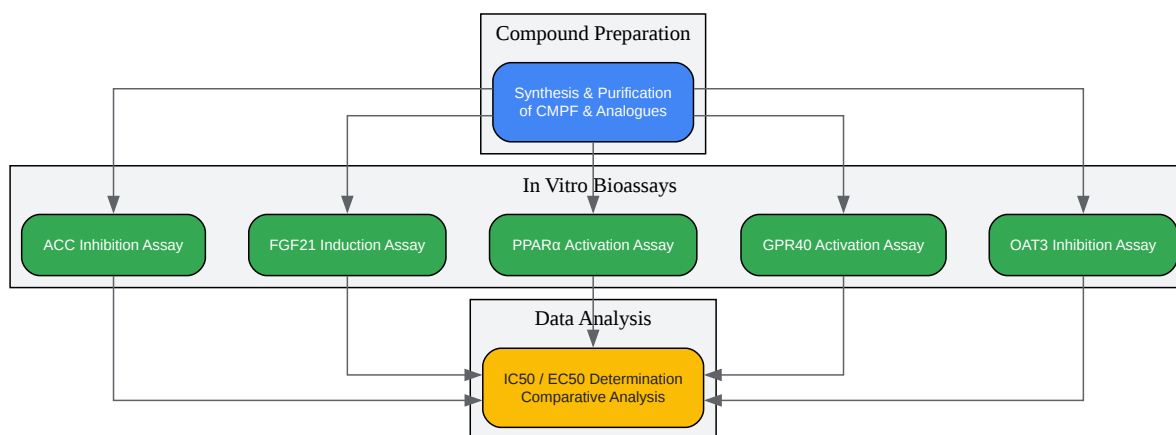 Compound Preparation
Synthesis & Purification
of CMPF & Analogues
In Vitro Bioassays
ACC Inhibition Assay
FGF21 Induction Assay
PPARα Activation Assay
GPR40 Activation Assay
OAT3 Inhibition Assay
Data Analysis
IC50 / EC50 Determination
Comparative Analysis